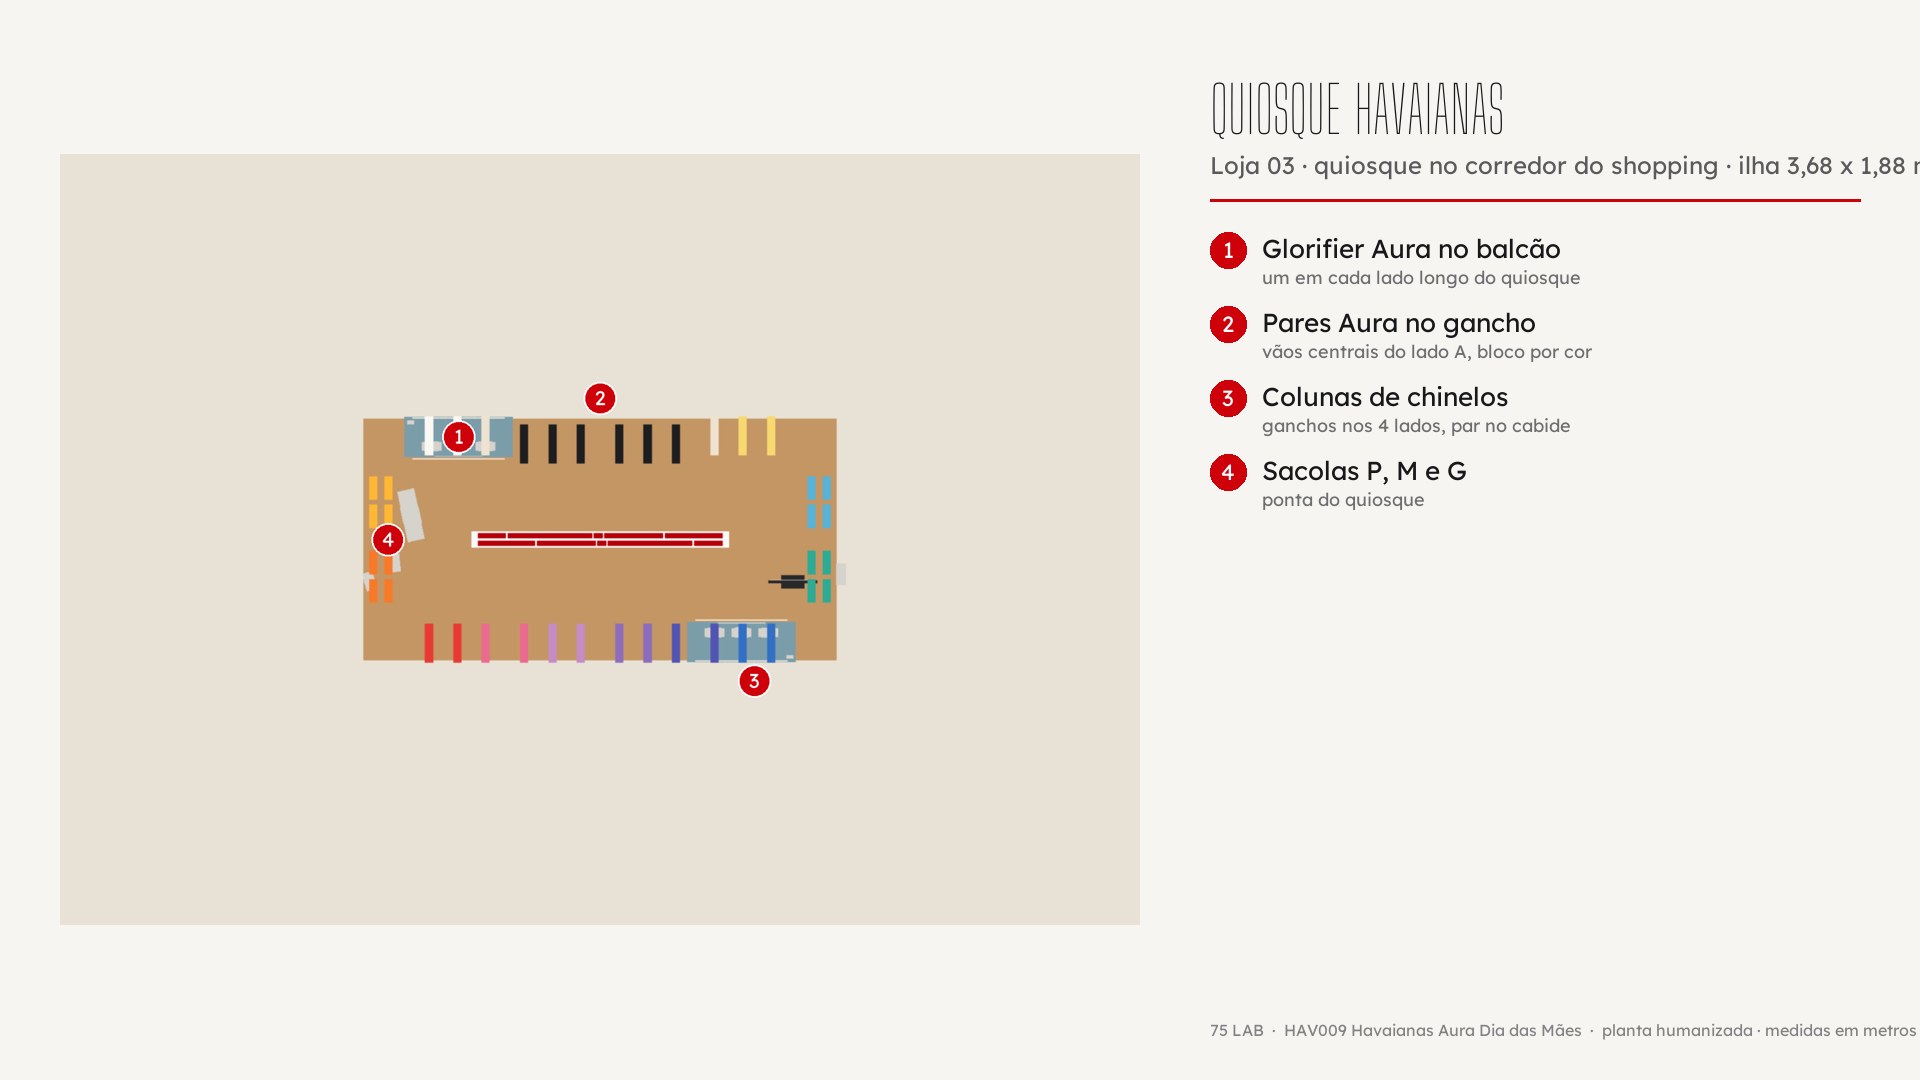 QUIOSQUE HAVAIANAS
Loja 03 · quiosque no corredor do shopping · ilha 3,68 x 1,88
1 Glorifier Aura no balcão
um em cada lado longo do quiosque
2 Pares Aura no gancho
vãos centrais do lado A, bloco por cor
3 Colunas de chinelos
ganchos nos 4 lados, par no cabide
4 Sacolas P, M e G
ponta do quiosque
2
1
4
3
75 LAB · HAV009 Havaianas Aura Dia das Mães · planta humanizada · medidas em metros